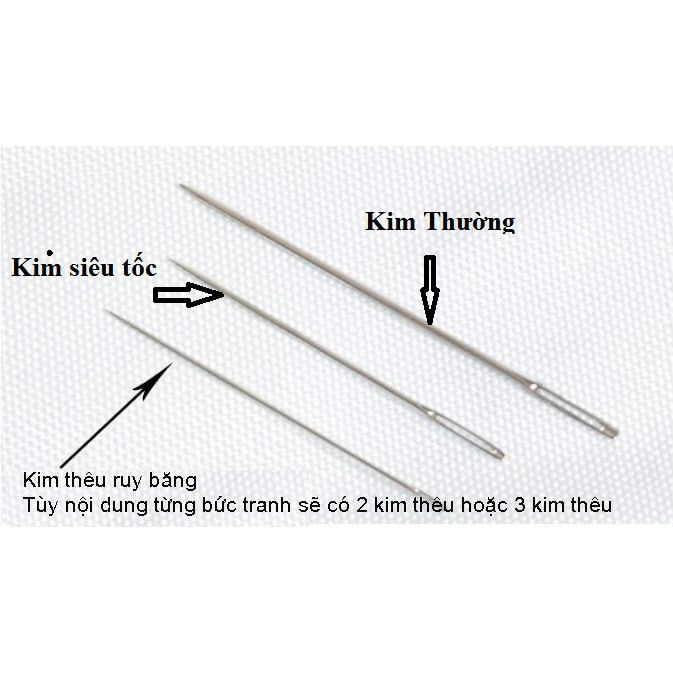 Kim Thường
Kim siêu tốc
Kim thêu ruy băng
Tùy nội dung từng bức tranh sẽ có 2 kim thêu hoặc 3 kim thêu